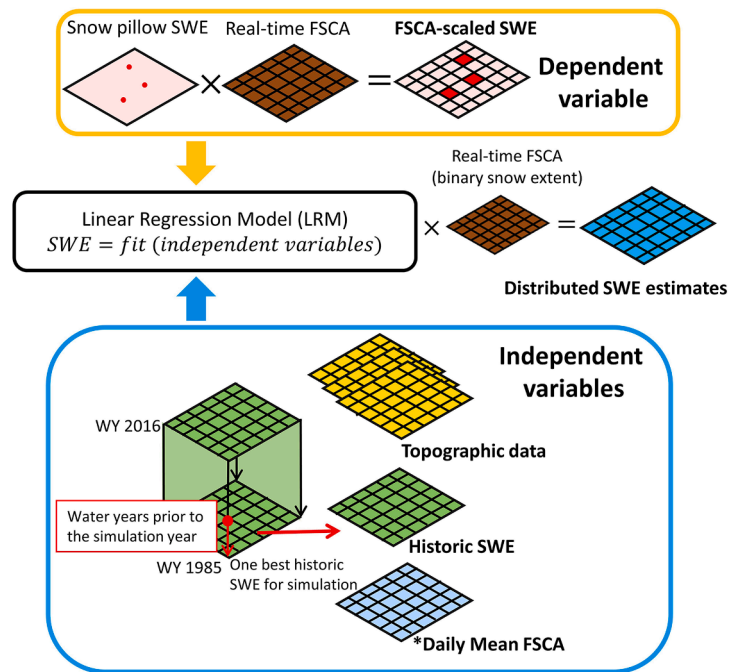 Snow pillow SWE
Real-time FSCA
FSCA-scaled SWE
×
=
Dependent
variable
Linear Regression Model (LRM)
SWE = fit (independent variables)
Real-time FSCA
(binary snow extent)
×
=
Distributed SWE estimates
Independent
variables
WY 2016
Topographic data
Water years prior to
the simulation year
WY 1985
One best historic
SWE for simulation
Historic SWE
*Daily Mean FSCA